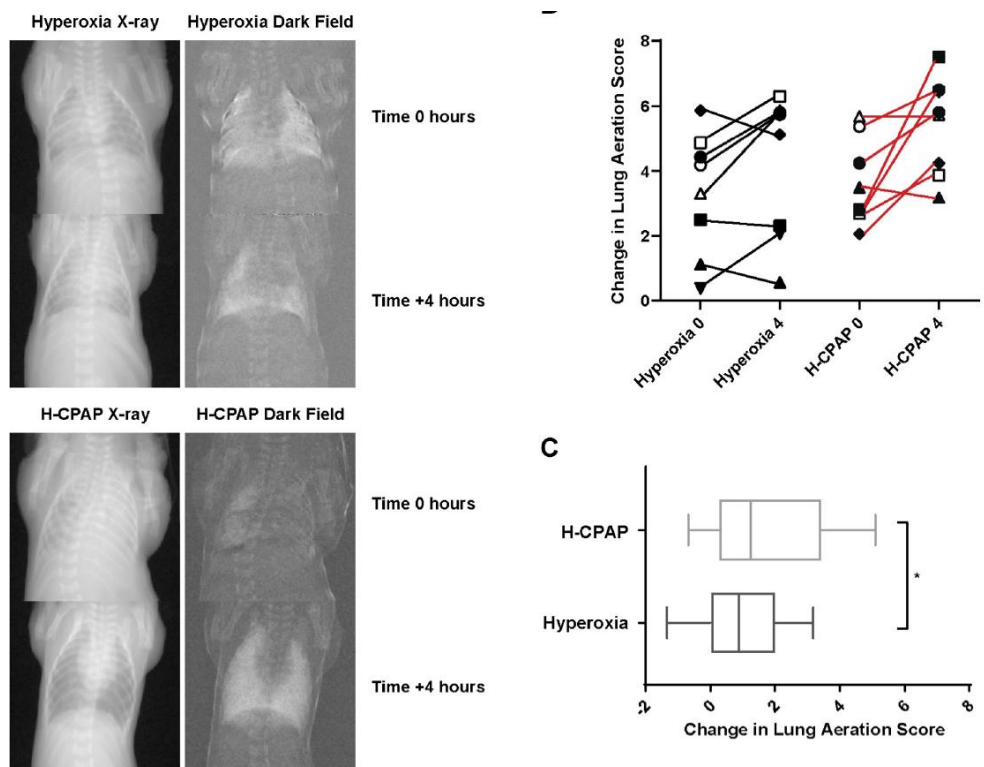 Hyperoxia X-ray
Hyperoxia Dark Field
Time 0 hours
Time +4 hours
H-CPAP X-ray
H-CPAP Dark Field
Time 0 hours
Time +4 hours
Change in Lung Aeration Score
8
6
4
2
0
Hyperoxia 0
Hyperoxia 4
H-CPAP 0
H-CPAP 4
C
H-CPAP
Hyperoxia
*
-2
0
2
4
6
8
Change in Lung Aeration Score